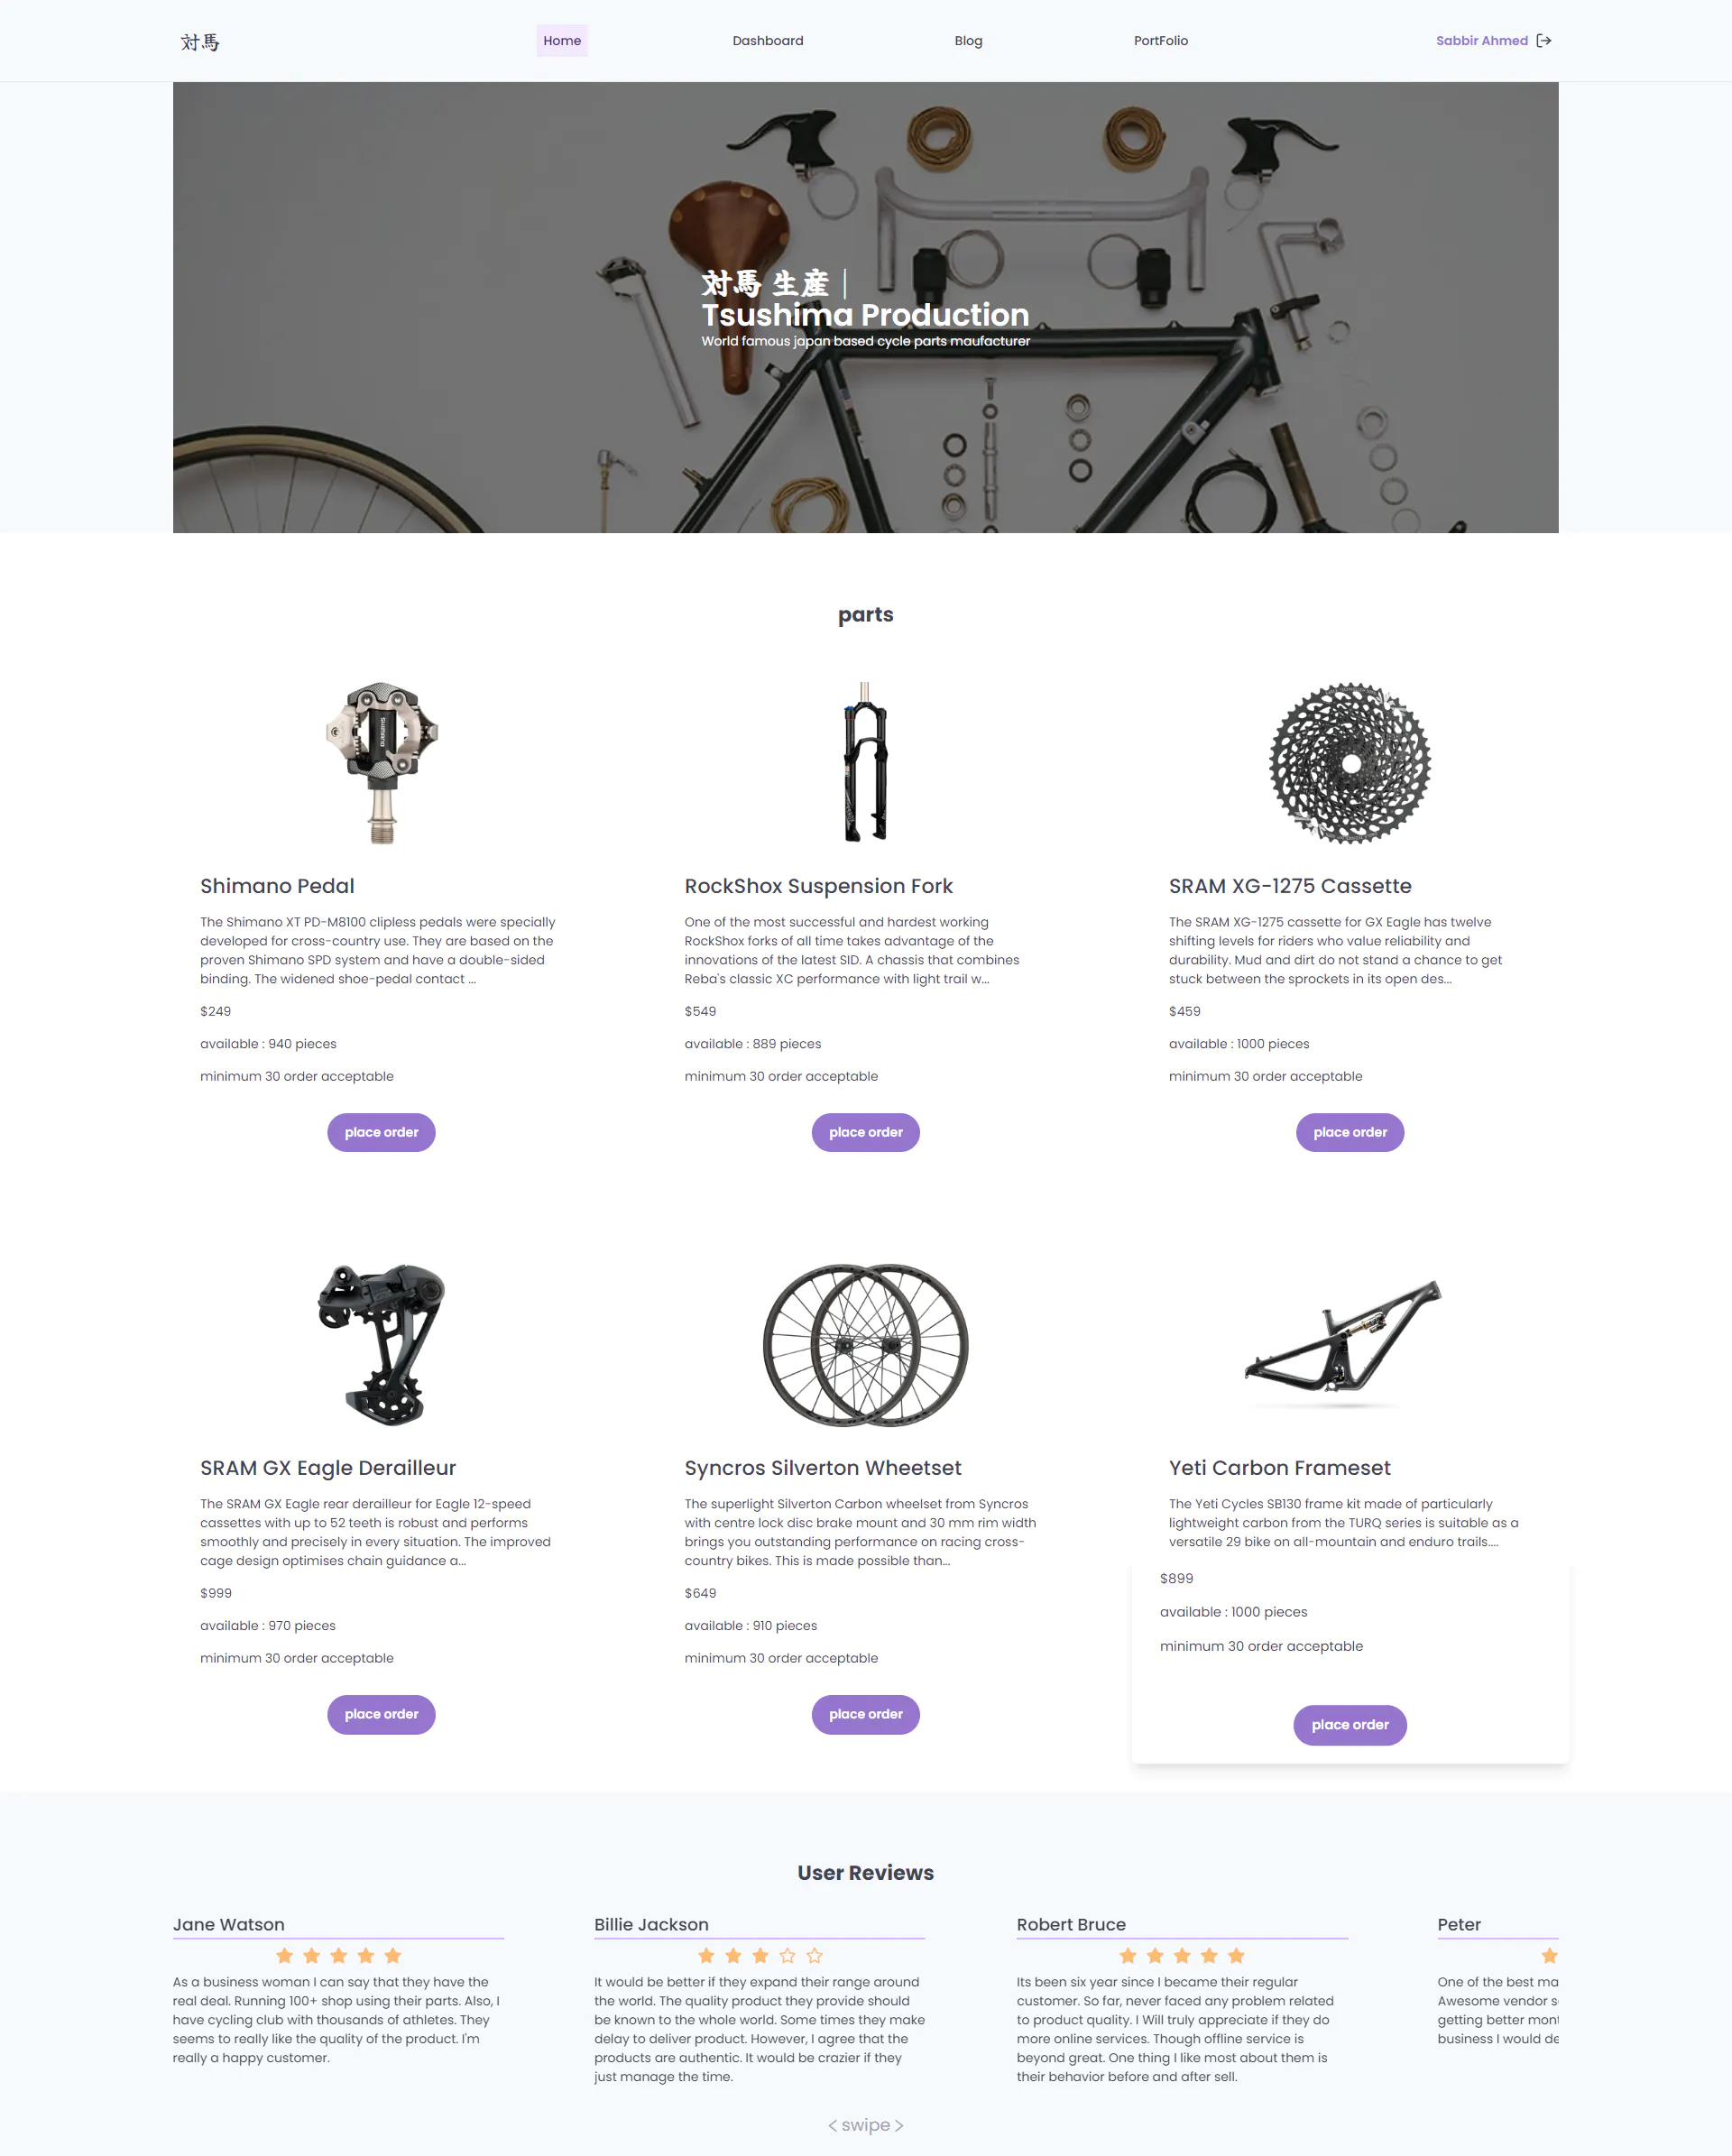 対馬
Home
Dashboard
Blog
PortFolio
Sabbir Ahmed
対馬 生産
Tsushima Production
World famous japan based cycle parts maufacturer
parts
SHIMANO
Shimano Pedal
The Shimano XT PD-M8100 clipless pedals were specially
developed for cross-country use. They are based on the
proven Shimano SPD system and have a double-sided
binding. The widened shoe-pedal contact ...
$249
available : 940 pieces
minimum 30 order acceptable
place order
RockShox Suspension Fork
One of the most successful and hardest working
RockShox forks of all time takes advantage of the
innovations of the latest SID. A chassis that combines
Reba's classic XC performance with light trail w...
$549
available : 889 pieces
minimum 30 order acceptable
place order
SRAM XG-1275 Cassette
The SRAM XG-1275 cassette for GX Eagle has twelve
shifting levels for riders who value reliability and
durability. Mud and dirt do not stand a chance to get
stuck between the sprockets in its open des...
$459
available : 1000 pieces
minimum 30 order acceptable
place order
SRAM GX Eagle Derailleur
The SRAM GX Eagle rear derailleur for Eagle 12-speed
cassettes with up to 52 teeth is robust and performs
smoothly and precisely in every situation. The improved
cage design optimises chain guidance a...
$999
available : 970 pieces
minimum 30 order acceptable
place order
Syncros Silverton Wheetset
The superlight Silverton Carbon wheelset from Syncros
with centre lock disc brake mount and 30 mm rim width
brings you outstanding performance on racing cross-
country bikes. This is made possible than...
$649
available : 910 pieces
minimum 30 order acceptable
place order
Yeti Carbon Frameset
The Yeti Cycles SB130 frame kit made of particularly
lightweight carbon from the TURQ series is suitable as a
versatile 29 bike on all-mountain and enduro trails....
$899
available : 1000 pieces
minimum 30 order acceptable
place order
User Reviews
Jane Watson
As a business woman I can say that they have the
real deal. Running 100+ shop using their parts. Also, I
have cycling club with thousands of athletes. They
seems to really like the quality of the product. I'm
really a happy customer.
Billie Jackson
It would be better if they expand their range around
the world. The quality product they provide should
be known to the whole world. Some times they make
delay to deliver product. However, I agree that the
products are authentic. It would be crazier if they
just manage the time.
Robert Bruce
Its been six year since I became their regular
customer. So far, never faced any problem related
to product quality. I Will truly appreciate if they do
more online services. Though offline service is
beyond great. One thing I like most about them is
their behavior before and after sell.
Peter
One of the best ma
Awesome vendor s
getting better mon
business I would de
< swipe >